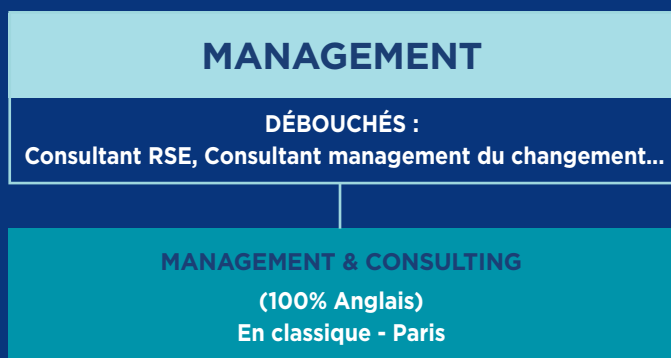 MANAGEMENT
DÉBOUCHÉS :
Consultant RSE, Consultant management du changement...
MANAGEMENT & CONSULTING
(100% Anglais)
En classique - Paris